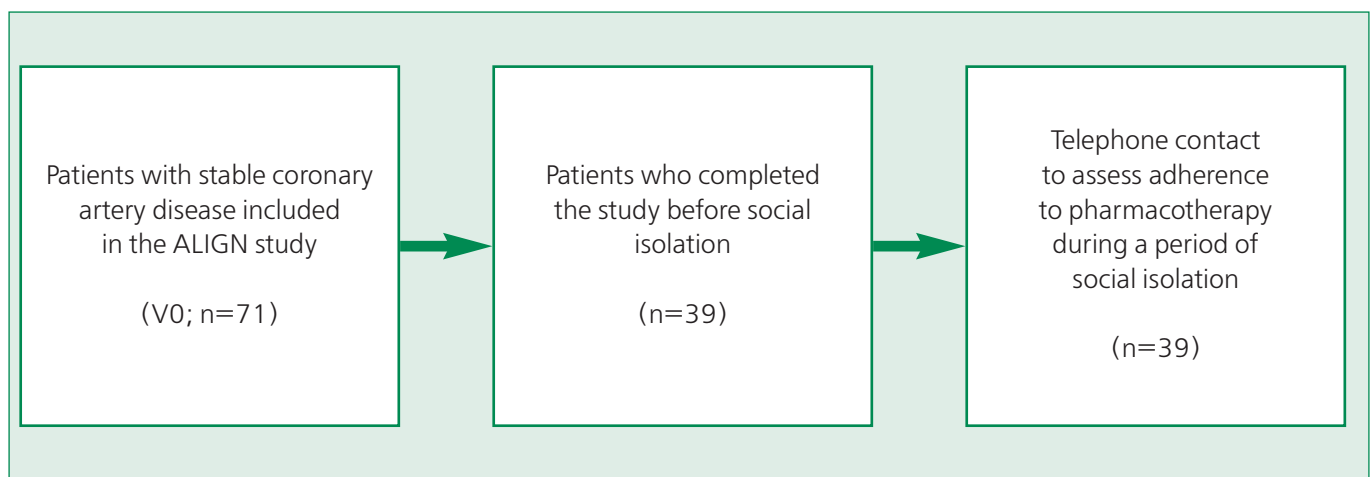 Patients with stable coronary
artery disease included
in the ALIGN study
(V0; n=71)
Patients who completed
the study before social
isolation
(n=39)
Telephone contact
to assess adherence
to pharmacotherapy
during a period of
social isolation
(n=39)